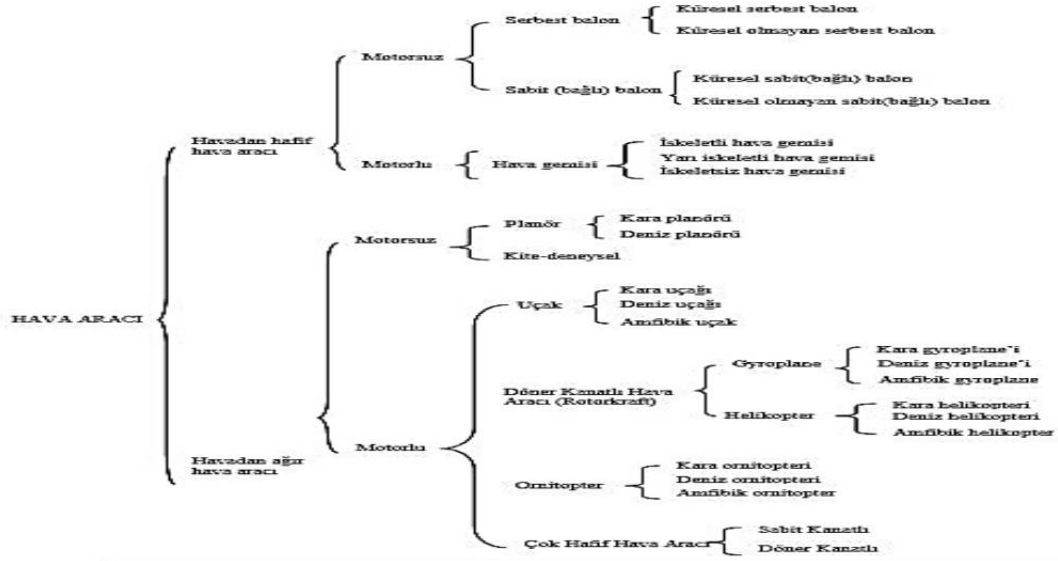 HAVA ARACI
Havadan hafif
hava aracı
Motorsuz
Serbest balon
Küresel serbest balon
Küresel olmayan serbest balon
Sabit (bağlı) balon
Küresel sabit(bağlı) balon
Küresel olmayan sabit(bağlı) balon
Motorlu
Hava gemisi
İskeletli hava gemisi
Yarı iskeletli hava gemisi
İskeletsiz hava gemisi
Havadan ağır
hava aracı
Motorsuz
Planör
Kara planörü
Deniz planörü
Kite-deneysel
Motorlu
Uçak
Kara uçağı
Deniz uçağı
Amfibik uçak
Döner Kanatlı Hava
Aracı (Rotorkraft)
Gyroplane
Kara gyroplane'i
Deniz gyroplane'i
Amfibik gyroplane
Helikopter
Kara helikopteri
Deniz helikopteri
Amfibik helikopter
Ornitopter
Kara ornitopteri
Deniz ornitopteri
Amfibik ornitopter
Çok Hafif Hava Aracı
Sabit Kanatlı
Döner Kanatlı